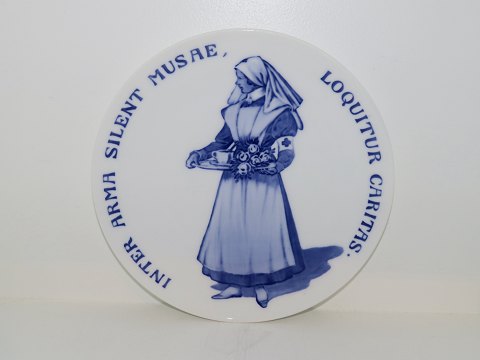 INTER ARMA SILENT MUSAE,
LOQUITUR CARITAS.